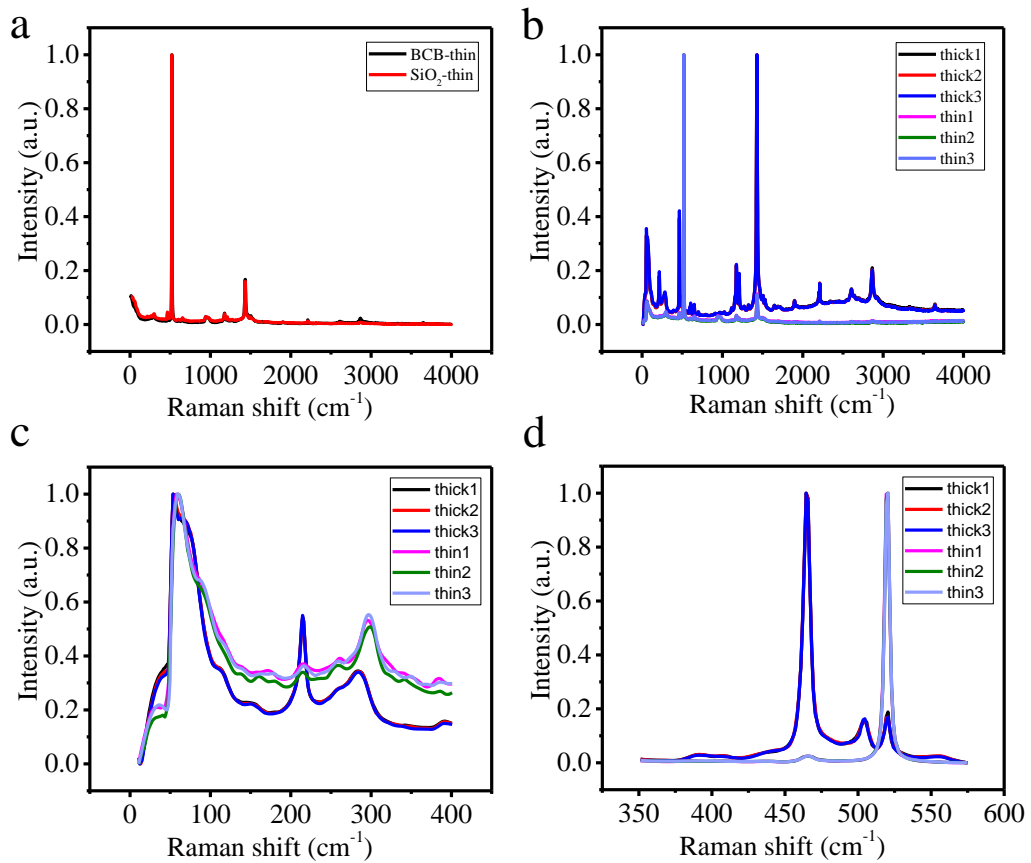 a
Intensity (a.u.)
1.0
0.8
0.6
0.4
0.2
0.0
BCB-thin
SiO₂-thin
0 1000 2000 3000 4000
Raman shift (cm⁻¹)
b
Intensity (a.u.)
1.0
0.8
0.6
0.4
0.2
0.0
thick1
thick2
thick3
thin1
thin2
thin3
0 1000 2000 3000 4000
Raman shift (cm⁻¹)
c
Intensity (a.u.)
1.0
0.8
0.6
0.4
0.2
0.0
thick1
thick2
thick3
thin1
thin2
thin3
0 100 200 300 400
Raman shift (cm⁻¹)
d
Intensity (a.u.)
1.0
0.8
0.6
0.4
0.2
0.0
thick1
thick2
thick3
thin1
thin2
thin3
350 400 450 500 550 600
Raman shift (cm⁻¹)